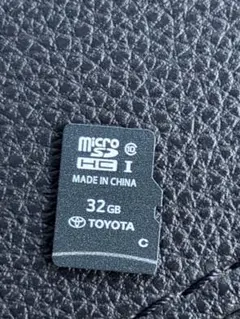 micro SD 10
HC I
MADE IN CHINA
32GB
TOYOTA
C